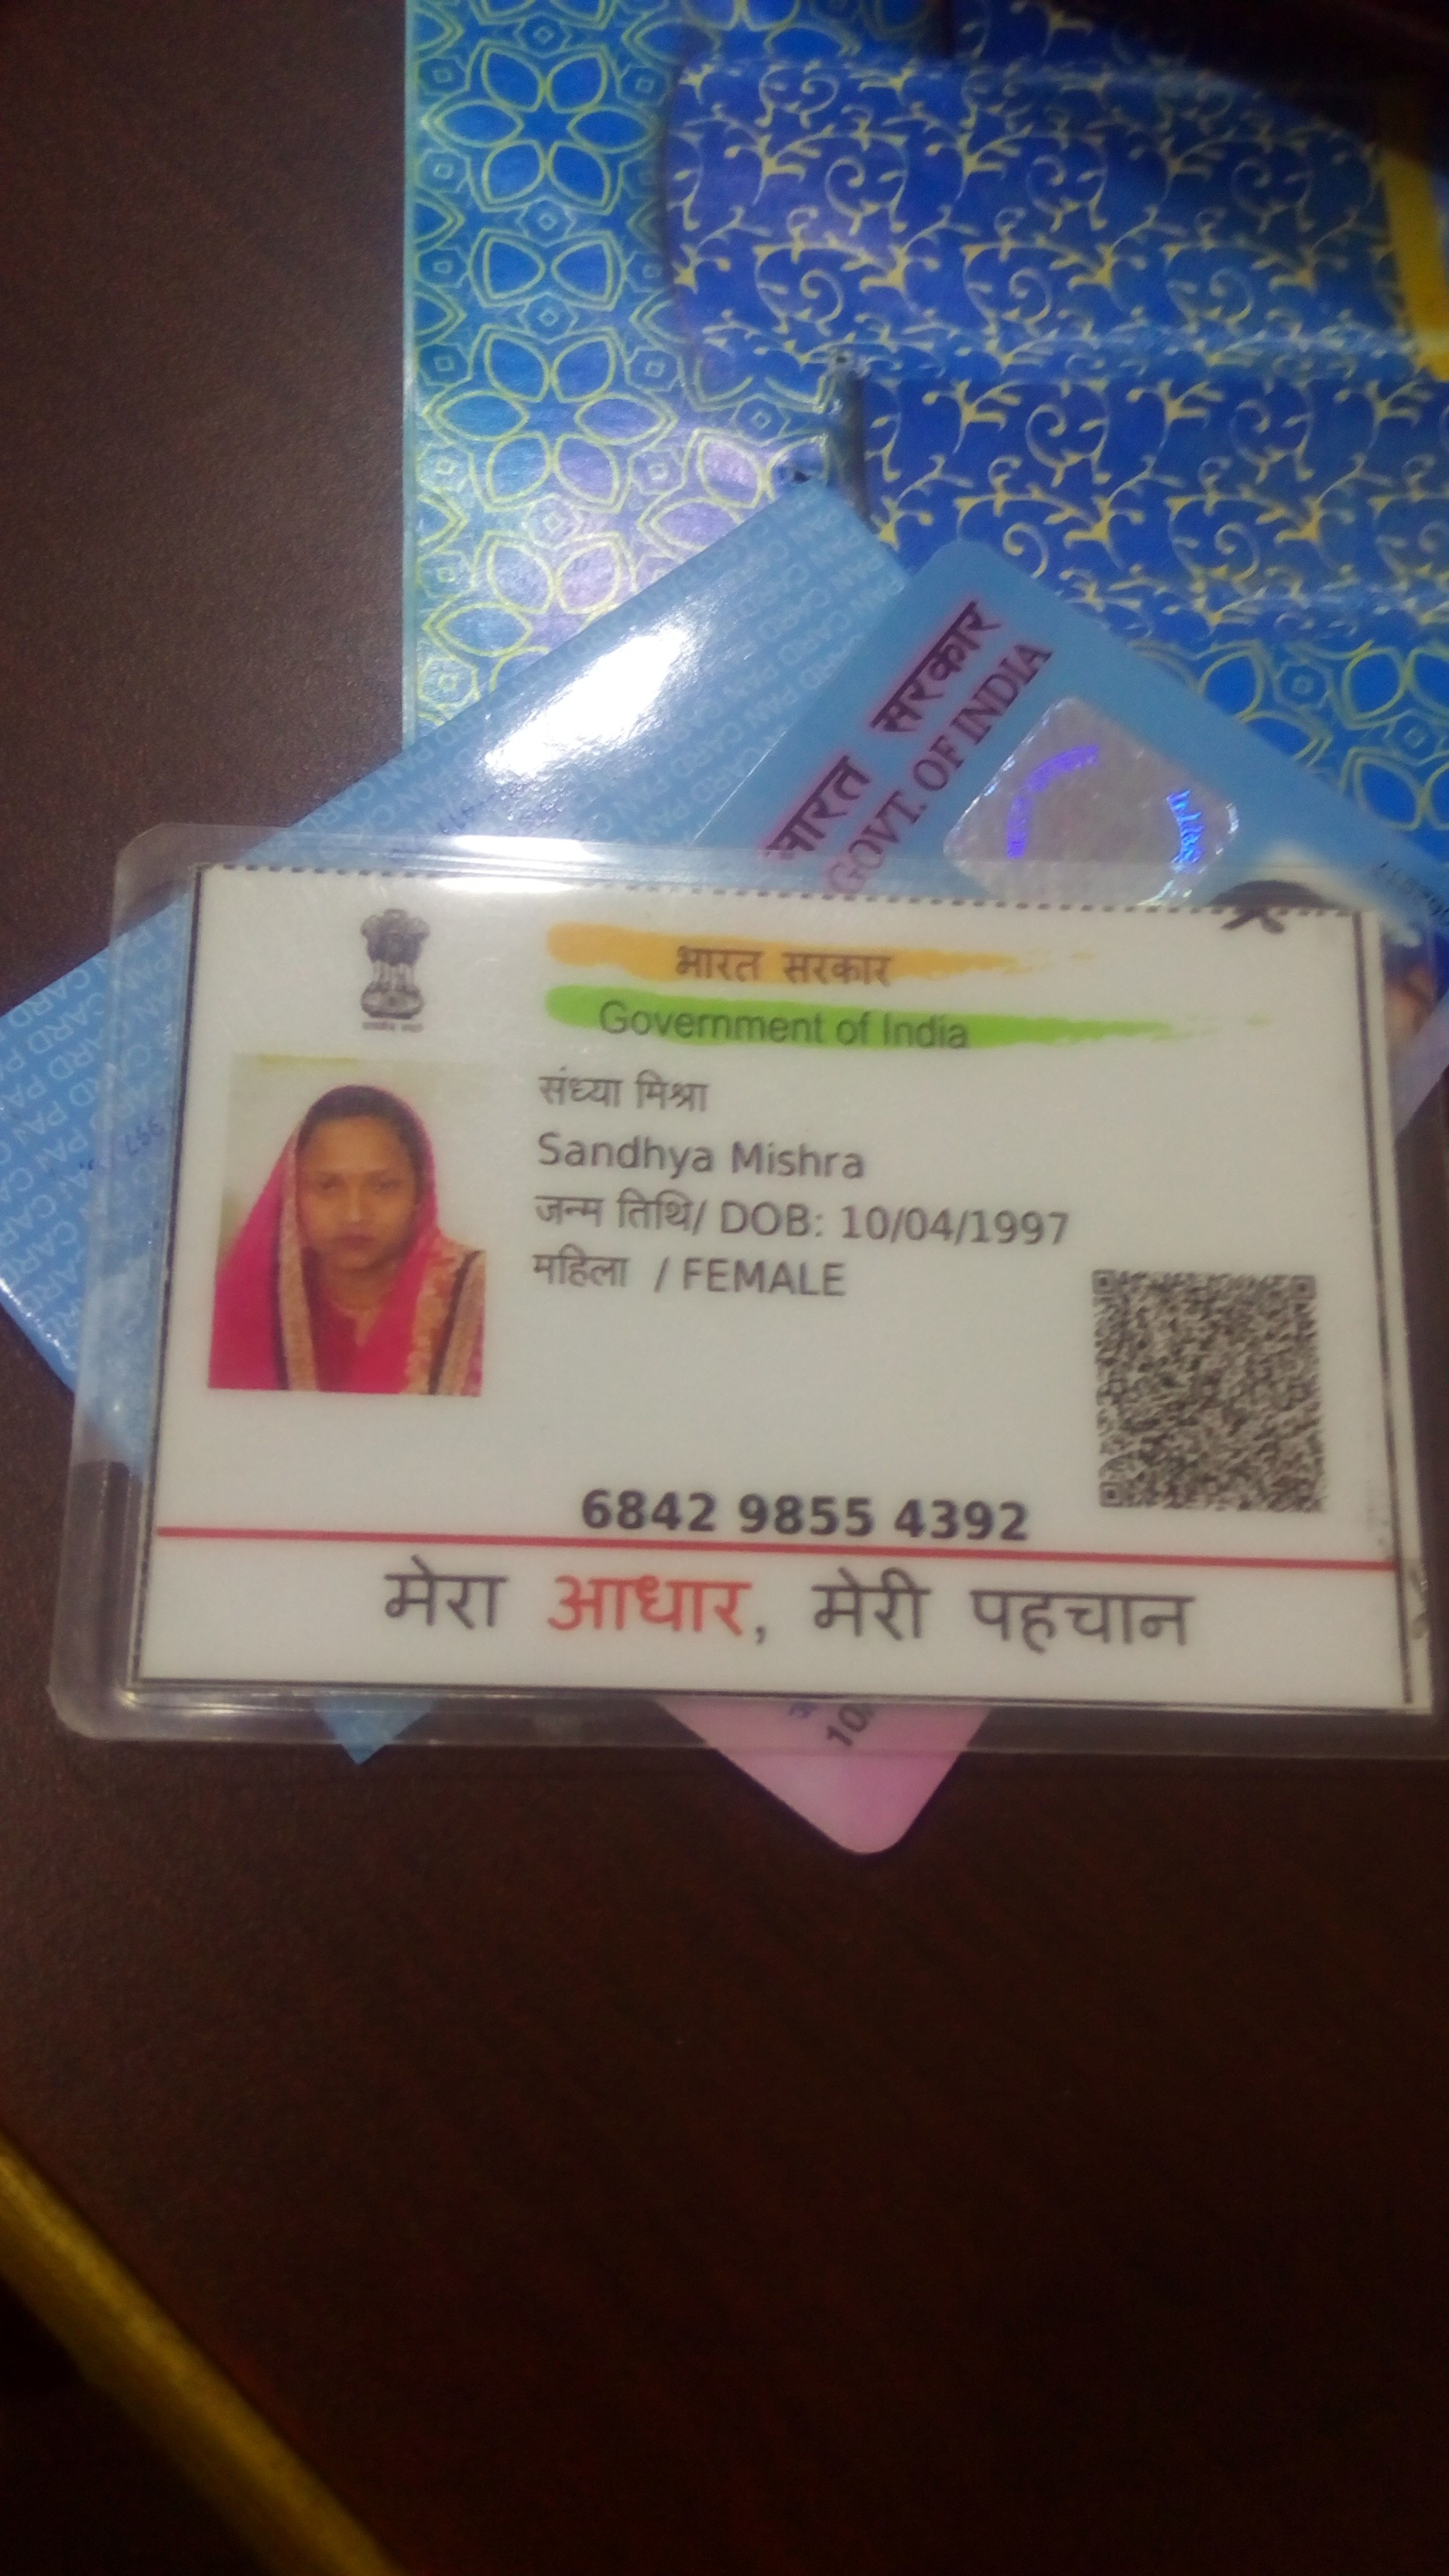 भारत सरकार
GOVT. OF INDIA
भारत सरकार
Government of India
संध्या मिश्रा
Sandhya Mishra
जन्म तिथि/ DOB: 10/04/1997
महिला / FEMALE
6842 9855 4392
मेरा आधार, मेरी पहचान